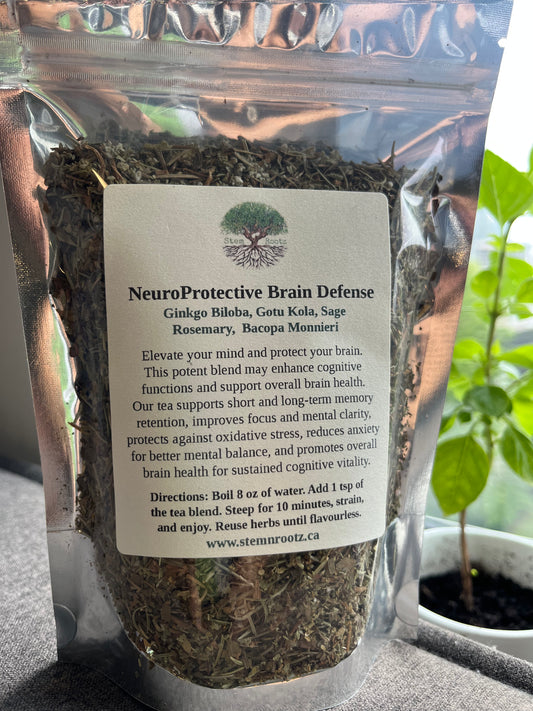 Stem Rootz
NeuroProtective Brain Defense
Ginkgo Biloba, Gotu Kola, Sage
Rosemary, Bacopa Monnieri
Elevate your mind and protect your brain.
This potent blend may enhance cognitive
functions and support overall brain health.
Our tea supports short and long-term memory
retention, improves focus and mental clarity,
protects against oxidative stress, reduces anxiety
for better mental balance, and promotes overall
brain health for sustained cognitive vitality.
Directions: Boil 8 oz of water. Add 1 tsp of
the tea blend. Steep for 10 minutes, strain,
and enjoy. Reuse herbs until flavourless.
www.stemnrootz.ca